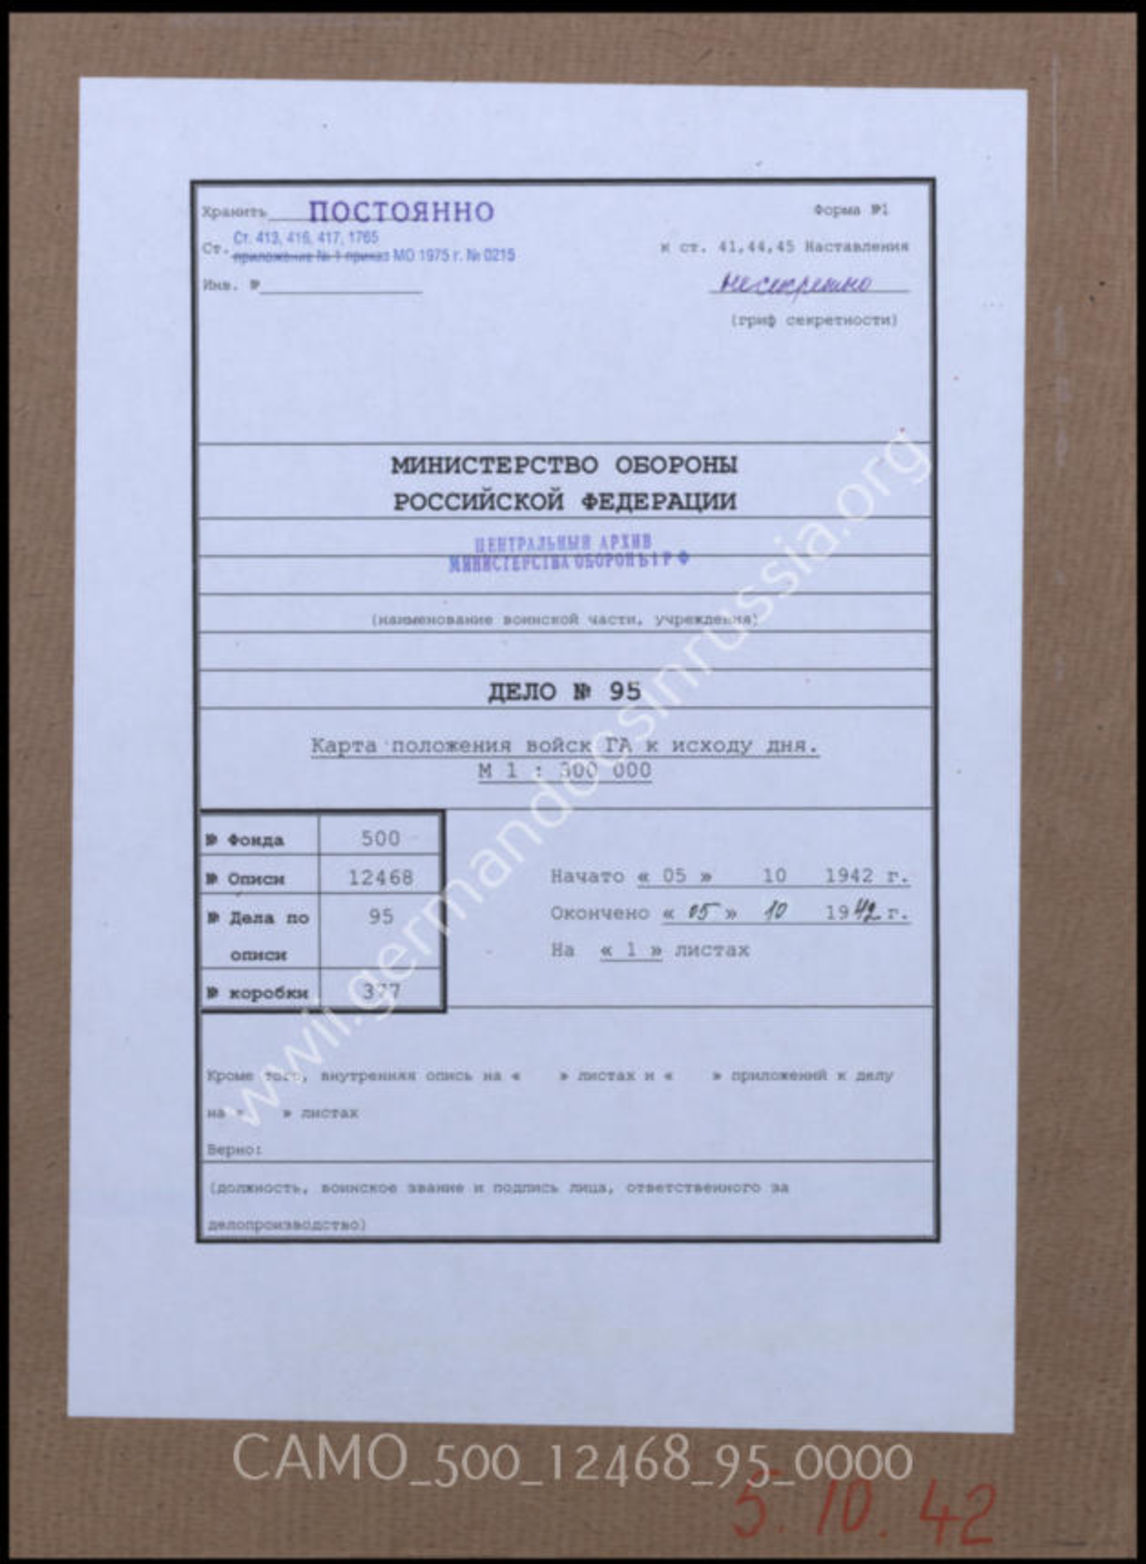 Хранить ПОСТОЯННО
Форма №1
Ст. 413, 416, 417, 1765
Ст. приложение № 1 приказ МО 1975 г. № 0215
к ст. 41,44,45 Наставления
Инв. №
несекретно
(гриф секретности)
МИНИСТЕРСТВО ОБОРОНЫ
РОССИЙСКОЙ ФЕДЕРАЦИИ
ЦЕНТРАЛЬНЫЙ АРХИВ
МИНИСТЕРСТВА ОБОРОНЫ РФ
(наименование воинской части, учреждения)
ДЕЛО № 95
Карта положения войск ГА к исходу дня.
М 1 : 300 000
№ Фонда 500
№ Описи 12468
№ Дела по описи 95
№ коробки 377
Начато « 05 » 10 1942 г.
Окончено « 05 » 10 1942 г.
На « 1 » листах
Кроме того, внутренняя опись на « » листах и « » приложений к делу
на « » листах
Верно:
(должность, воинское звание и подпись лица, ответственного за
делопроизводство)
www.germandocsinrussia.org
CAMO_500_12468_95_0000
5.10.42